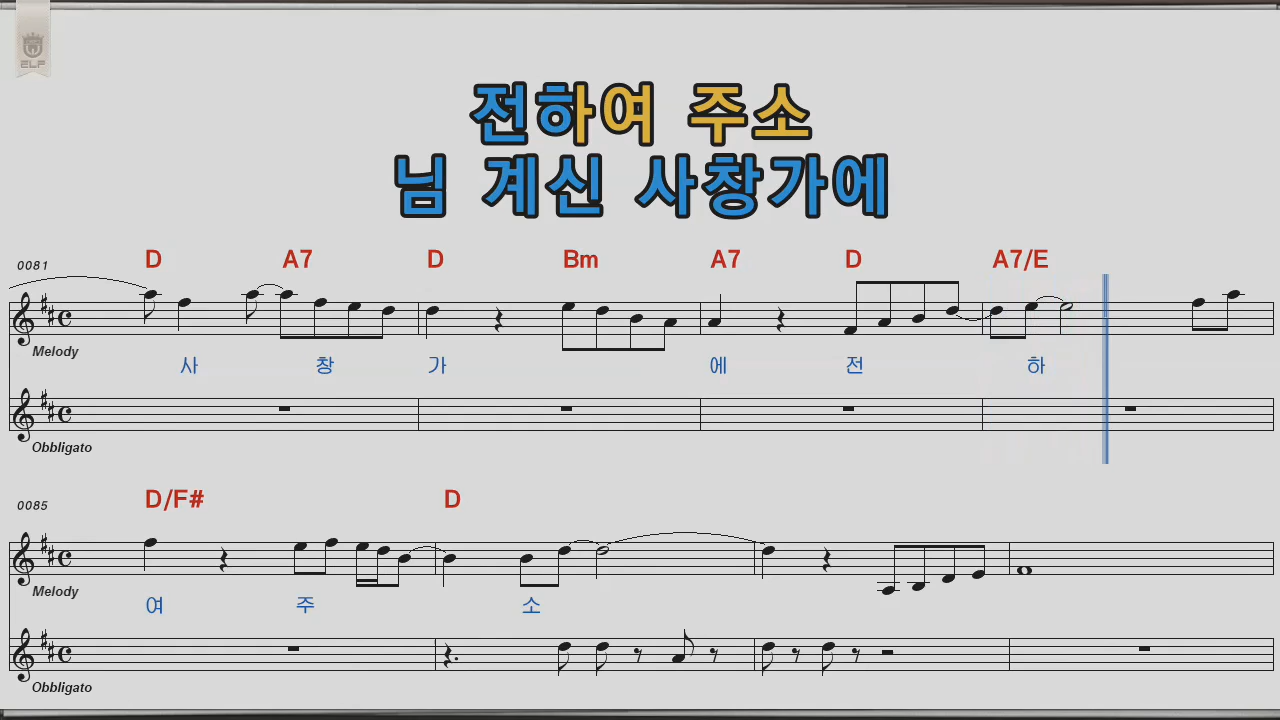 ELF
전하여 주소
님 계신 사창가에
0081 D A7 D Bm A7 D A7/E
Melody
사 창 가 에 전 하
Obbligato
0085 D/F# D
Melody
여 주 소
Obbligato